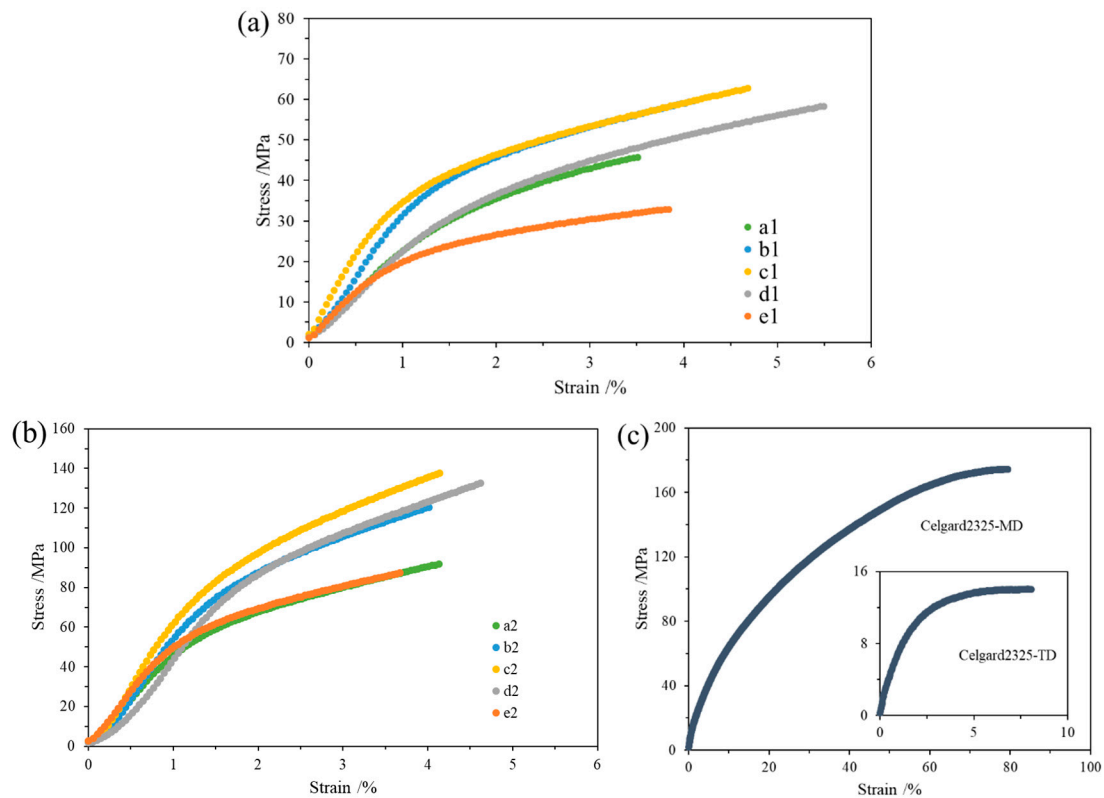 (a)
80
70
60
50
40
30
20
10
0
Stress /MPa
a1
b1
c1
d1
e1
0 1 2 3 4 5 6
Strain /%
(b)
160
140
120
100
80
60
40
20
0
Stress /MPa
a2
b2
c2
d2
e2
0 1 2 3 4 5 6
Strain /%
(c)
200
160
120
80
40
0
Stress /MPa
Celgard2325-MD
16
8
0
Celgard2325-TD
0 5 10
0 20 40 60 80 100
Strain /%